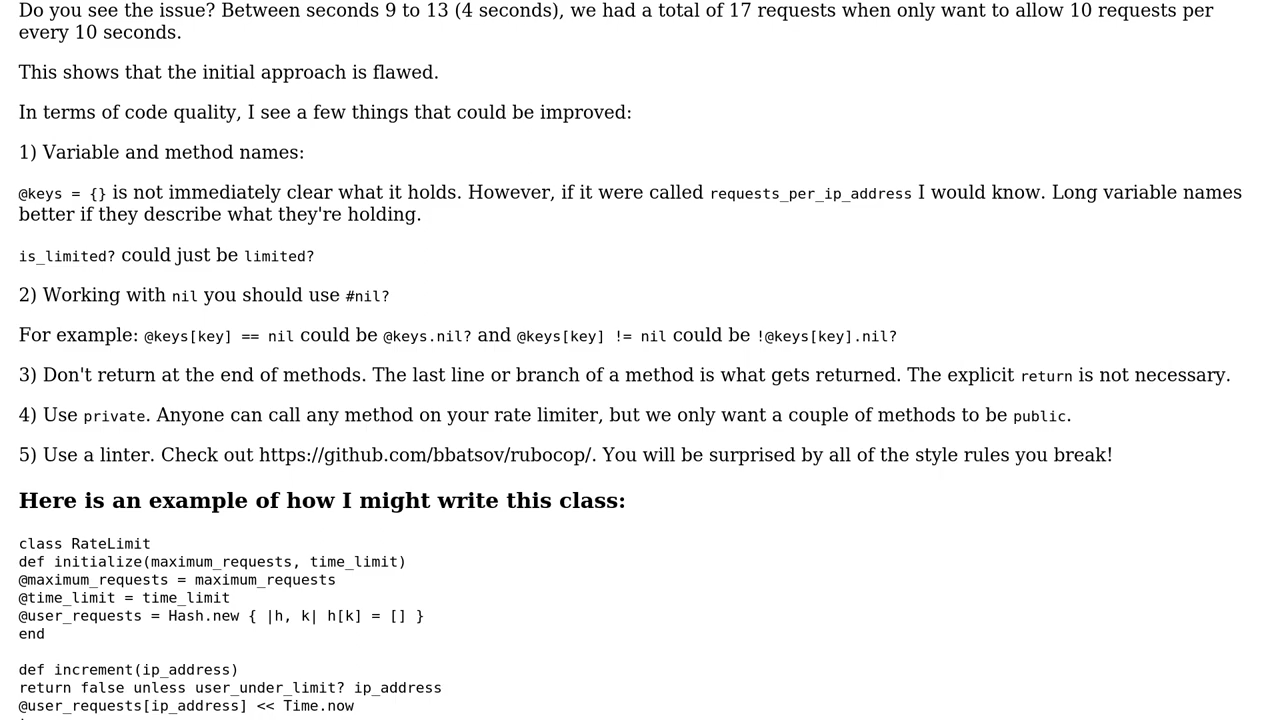 Do you see the issue? Between seconds 9 to 13 (4 seconds), we had a total of 17 requests when only want to allow 10 requests per
every 10 seconds.
This shows that the initial approach is flawed.
In terms of code quality, I see a few things that could be improved:
1) Variable and method names:
@keys = {} is not immediately clear what it holds. However, if it were called requests_per_ip_address I would know. Long variable names
better if they describe what they're holding.
is_limited? could just be limited?
2) Working with nil you should use #nil?
For example: @keys[key] == nil could be @keys.nil? and @keys[key] != nil could be !@keys[key].nil?
3) Don't return at the end of methods. The last line or branch of a method is what gets returned. The explicit return is not necessary.
4) Use private. Anyone can call any method on your rate limiter, but we only want a couple of methods to be public.
5) Use a linter. Check out https://github.com/bbatsov/rubocop/. You will be surprised by all of the style rules you break!
Here is an example of how I might write this class:
class RateLimit
def initialize(maximum_requests, time_limit)
@maximum_requests = maximum_requests
@time_limit = time_limit
@user_requests = Hash.new { |h, k| h[k] = [] }
end
def increment(ip_address)
return false unless user_under_limit? ip_address
@user_requests[ip_address] << Time.now